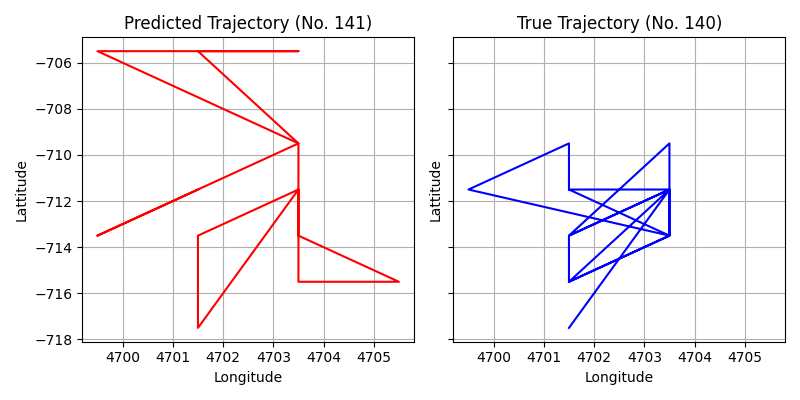 Predicted Trajectory (No. 141)
True Trajectory (No. 140)
−706
−708
−710
−712
−714
−716
−718
Lattitude
Lattitude
4700 4701 4702 4703 4704 4705
4700 4701 4702 4703 4704 4705
Longitude
Longitude